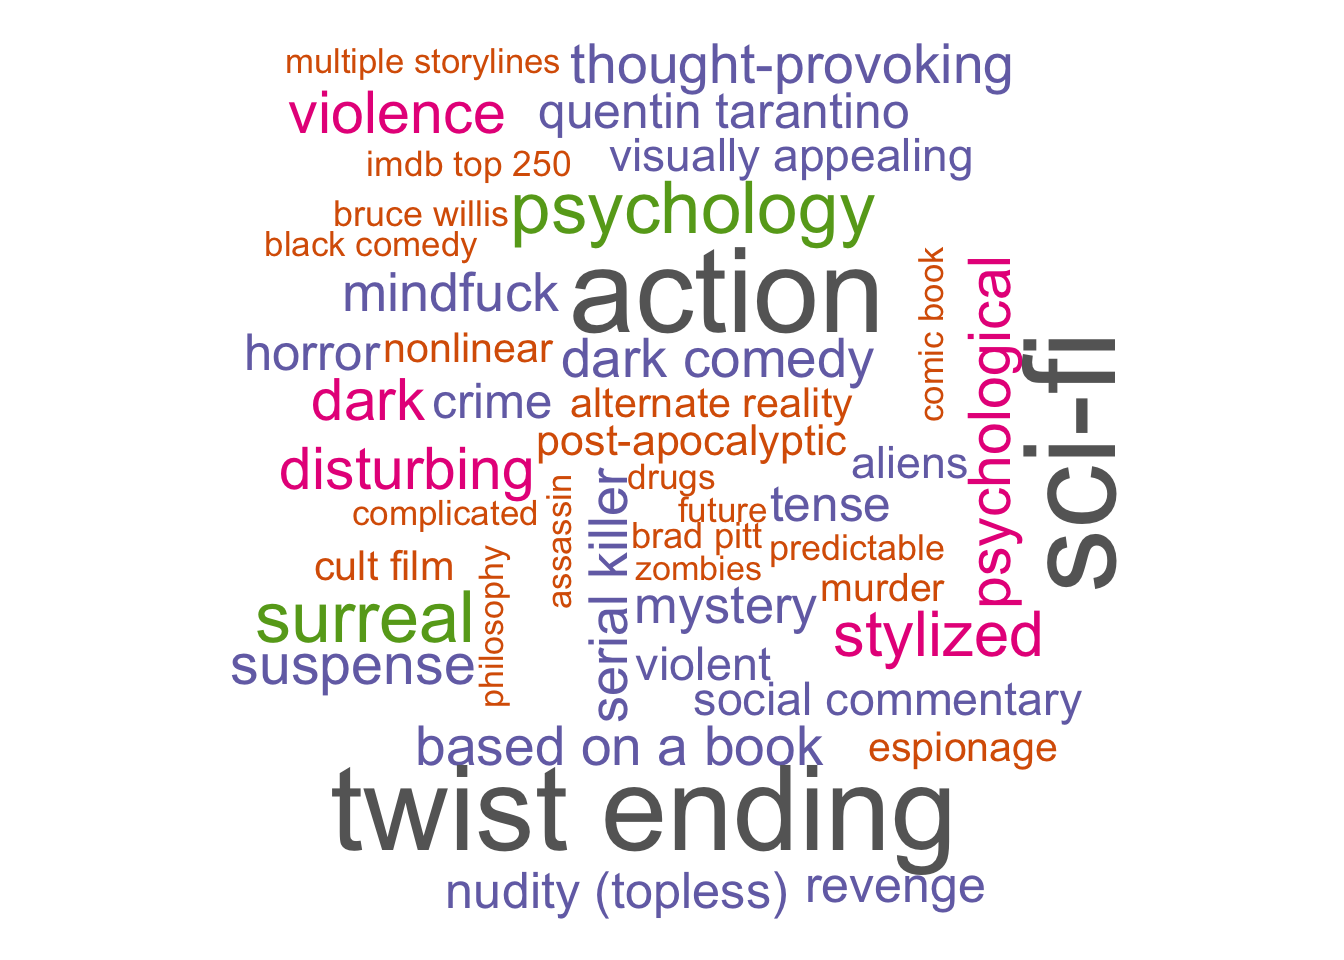 multiple storylines
thought-provoking
violence
quentin tarantino
imdb top 250
visually appealing
bruce willis
psychology
black comedy
mindfuck
action
comic book
psychological
sci-fi
horror
nonlinear
dark comedy
dark
crime
alternate reality
post-apocalyptic
disturbing
aliens
drugs
complicated
assassin
serial killer
future
tense
brad pitt
predictable
cult film
philosophy
zombies
murder
surreal
mystery
stylized
suspense
violent
social commentary
based on a book
espionage
twist ending
nudity (topless)
revenge